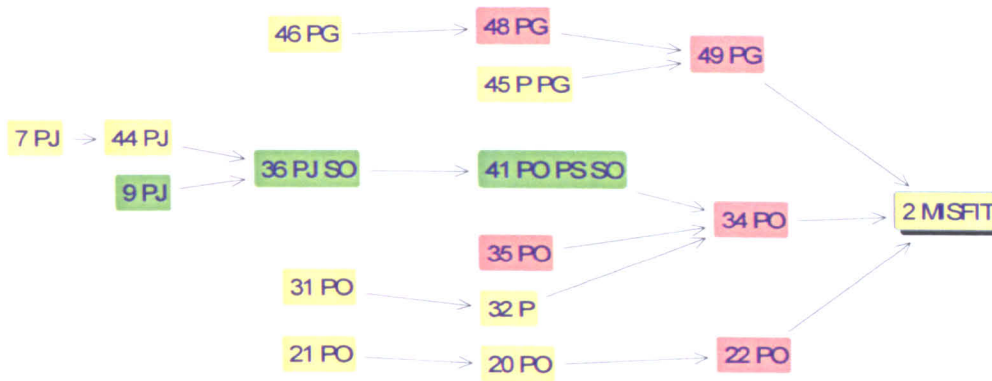 46 PG
48 PG
49 PG
45 P PG
7 PJ
44 PJ
36 PJ SO
41 PO PS SO
9 PJ
2 MISFIT
34 PO
35 PO
31 PO
32 P
21 PO
20 PO
22 PO